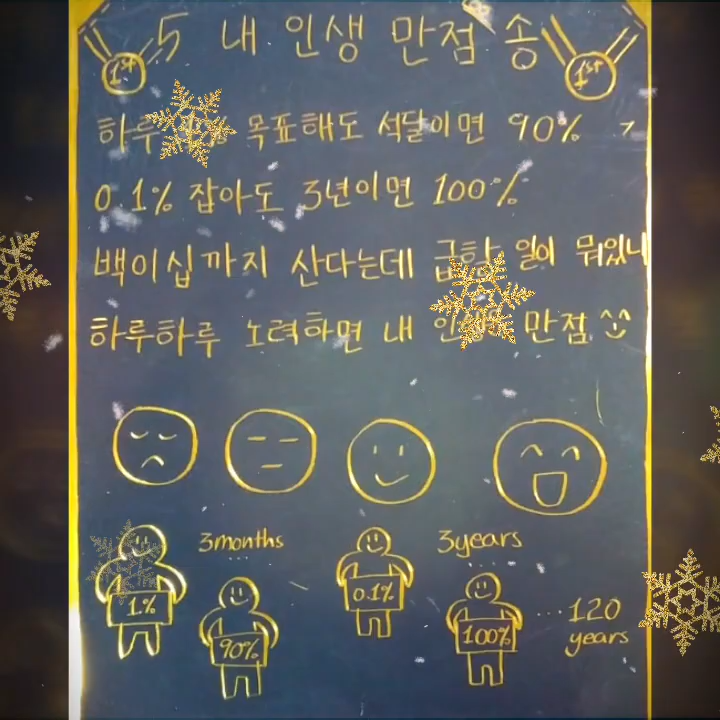 1st 5 내 인생 만점 송 1st
하루 목표해도 석달이면 90%
0.1% 잡아도 3년이면 100%
백이십까지 산다는데 급할 일이 뭐있니
하루하루 노력하면 내 만점
3months
3years
1.%
0.1%
90%
100%
120
years